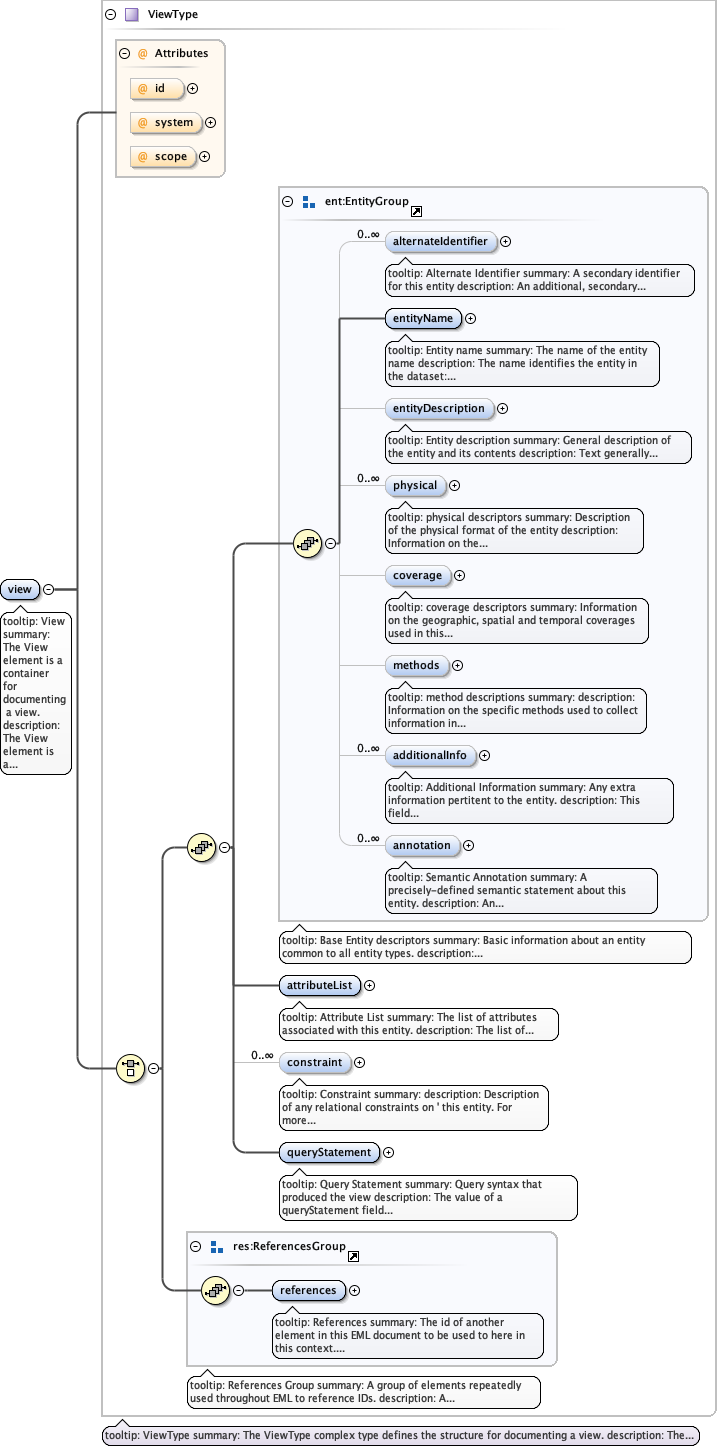 ViewType
Attributes
@ id
@ system
@ scope
ent:EntityGroup
0..∞
alternateIdentifier
tooltip: Alternate Identifier summary: A secondary identifier
for this entity description: An additional, secondary...
entityName
tooltip: Entity name summary: The name of the entity
name description: The name identifies the entity in
the dataset:...
entityDescription
tooltip: Entity description summary: General description of
the entity and its contents description: Text generally...
0..∞
physical
tooltip: physical descriptors summary: Description
of the physical format of the entity description:
Information on the...
coverage
tooltip: coverage descriptors summary: Information
on the geographic, spatial and temporal coverages
used in this...
methods
tooltip: method descriptions summary: description:
Information on the specific methods used to collect
information in...
0..∞
additionalInfo
tooltip: Additional Information summary: Any extra
information pertitent to the entity. description: This
field...
0..∞
annotation
tooltip: Semantic Annotation summary: A
precisely-defined semantic statement about this
entity. description: An...
tooltip: Base Entity descriptors summary: Basic information about an entity
common to all entity types. description:...
view
tooltip: View
summary:
The View
element is a
container
for
documenting
a view.
description:
The View
element is
a...
attributeList
tooltip: Attribute List summary: The list of attributes
associated with this entity. description: The list of...
0..∞
constraint
tooltip: Constraint summary: description: Description
of any relational constraints on ' this entity. For
more...
queryStatement
tooltip: Query Statement summary: Query syntax that
produced the view description: The value of a
queryStatement field...
res:ReferencesGroup
references
tooltip: References summary: The id of another
element in this EML document to be used to here in
this context....
tooltip: References Group summary: A group of elements repeatedly
used throughout EML to reference IDs. description: A...
tooltip: ViewType summary: The ViewType complex type defines the structure for documenting a view. description: The...